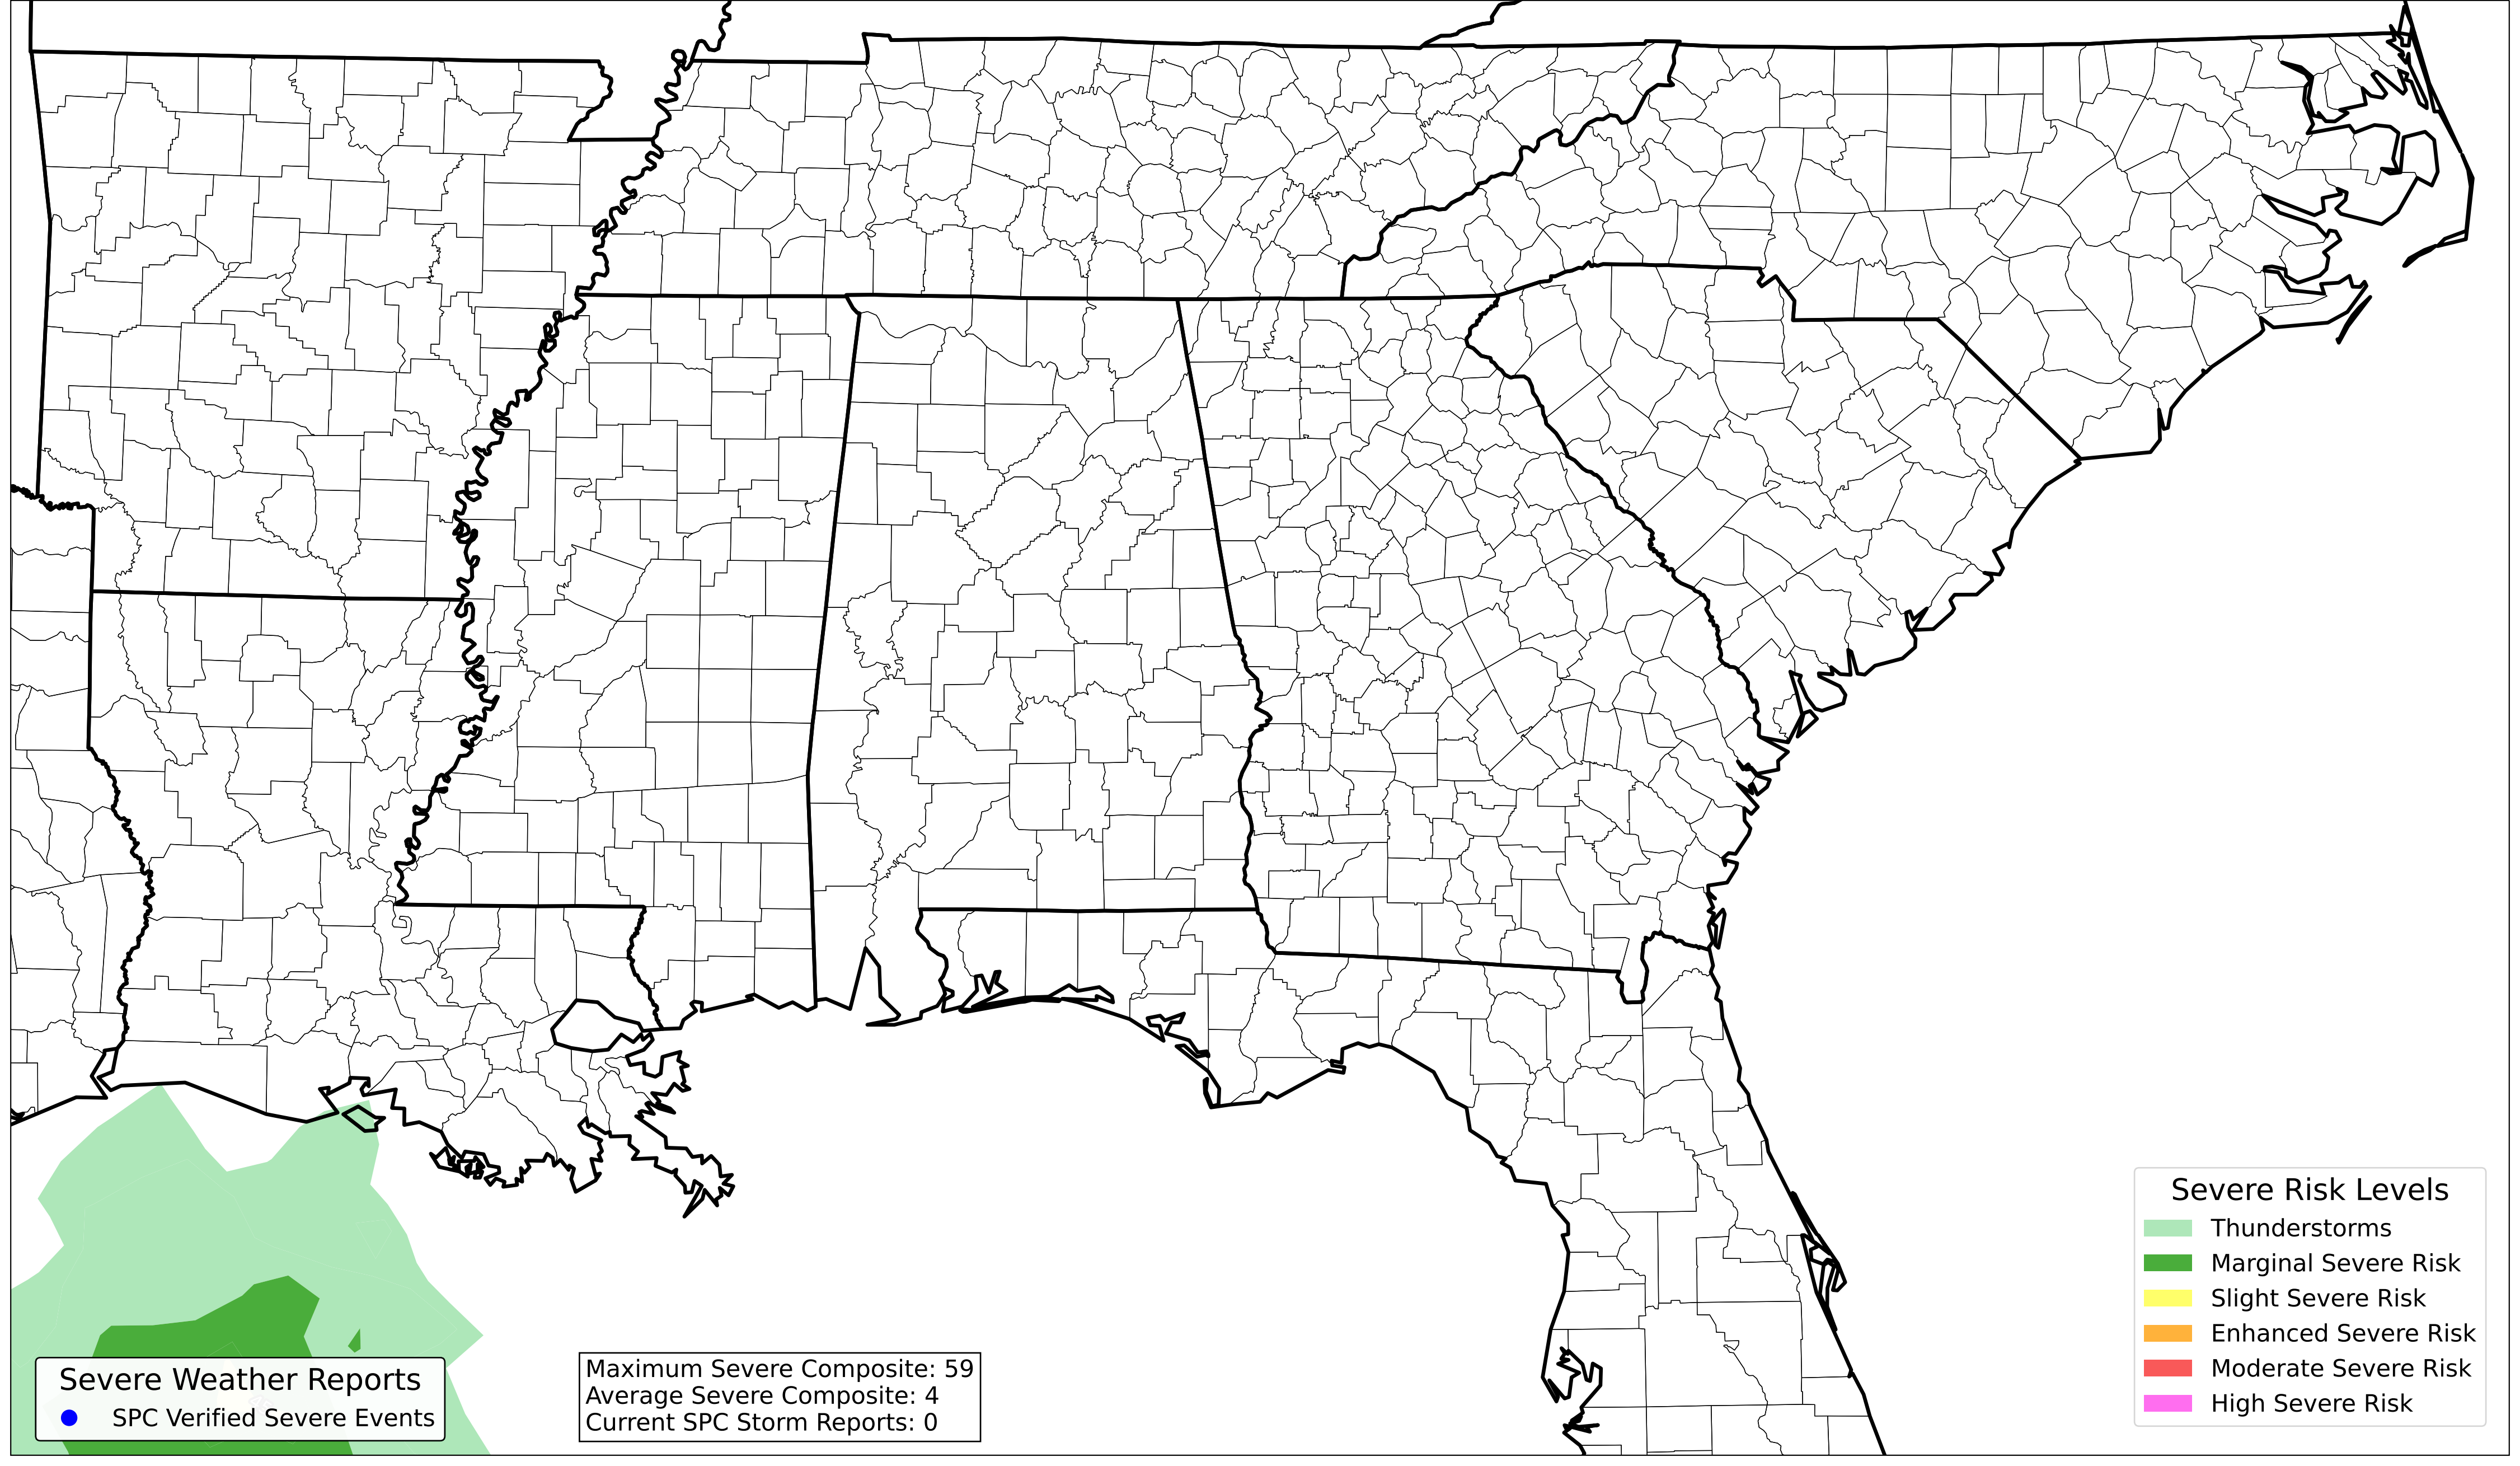 Severe Weather Reports
SPC Verified Severe Events
Maximum Severe Composite: 59
Average Severe Composite: 4
Current SPC Storm Reports: 0
Severe Risk Levels
Thunderstorms
Marginal Severe Risk
Slight Severe Risk
Enhanced Severe Risk
Moderate Severe Risk
High Severe Risk